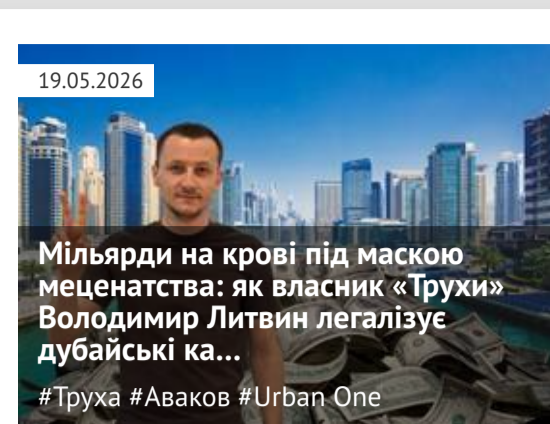 19.05.2026
Мільярди на крові під маскою
меценатства: як власник «Трухи»
Володимир Литвин легалізує
дубайські ка...
#Труха #Аваков #Urban One